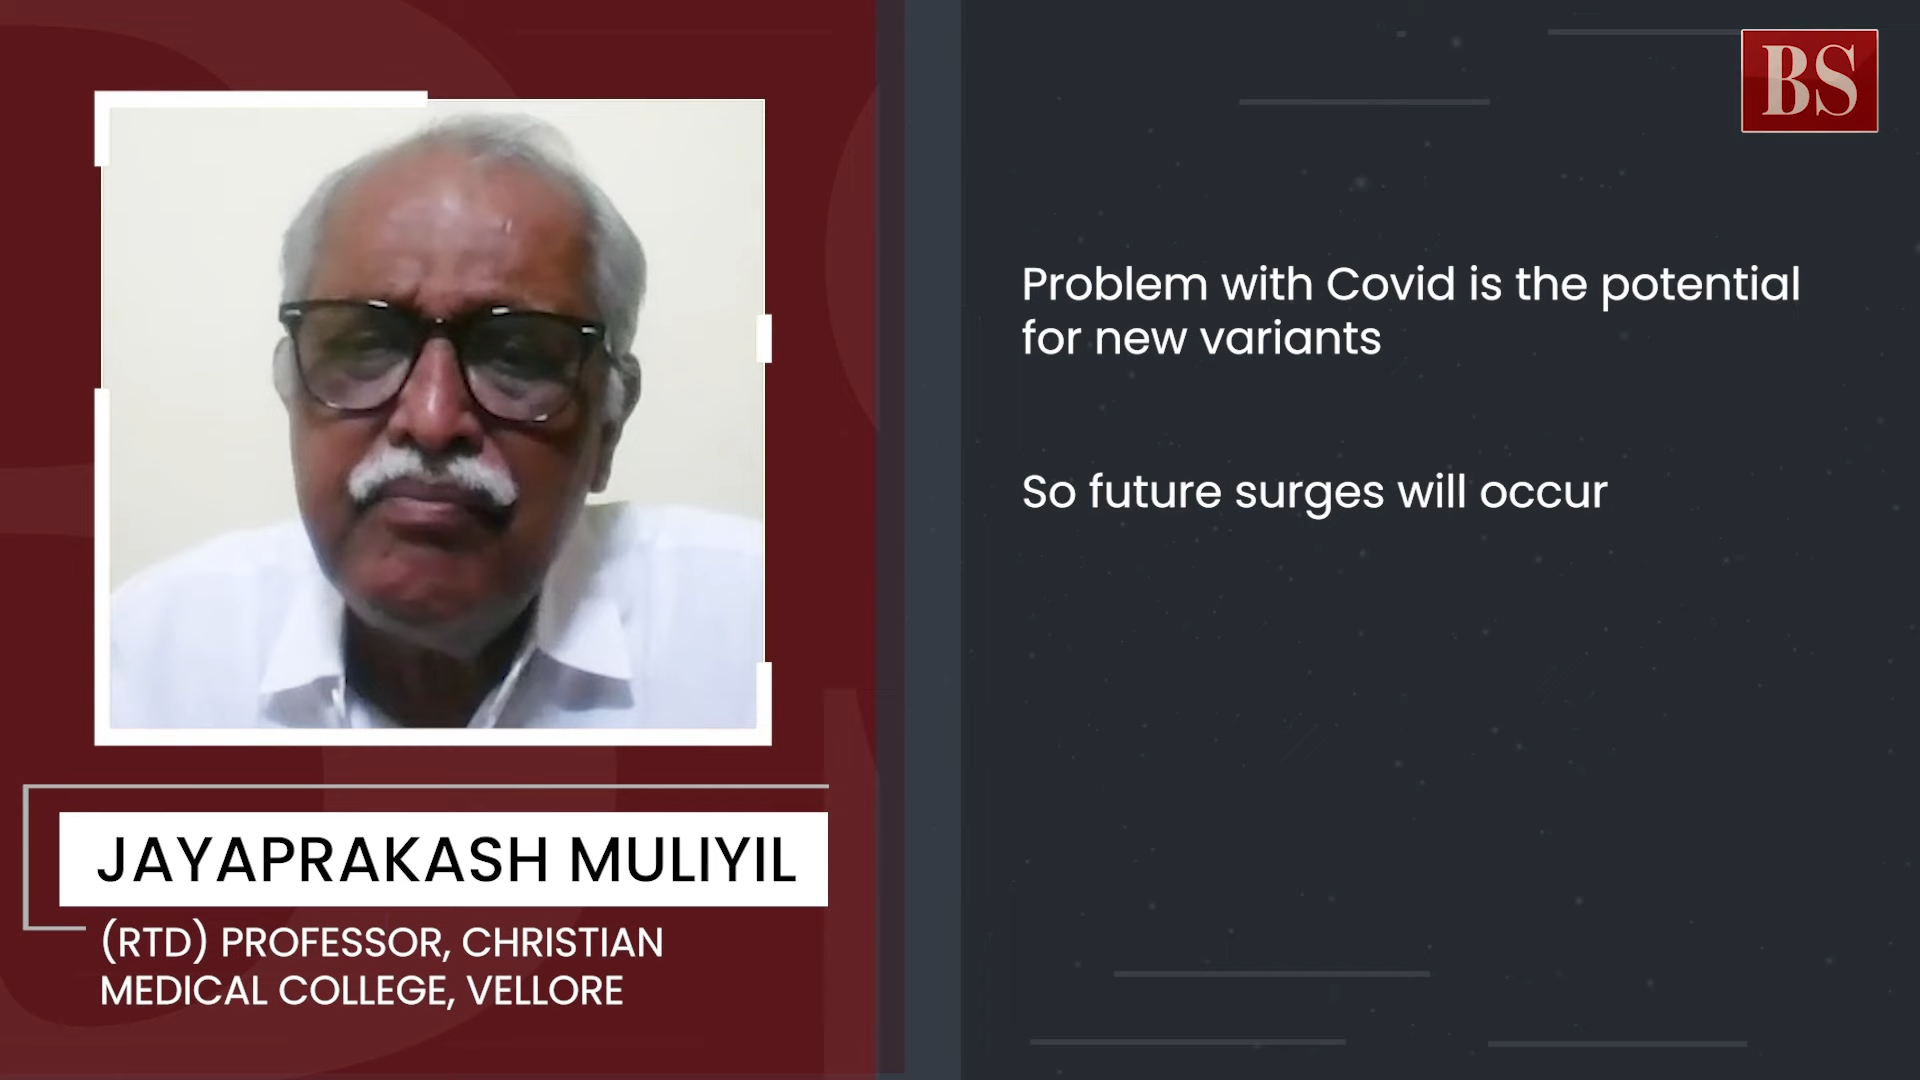 BS
Problem with Covid is the potential
for new variants
So future surges will occur
JAYAPRAKASH MULIYIL
(RTD) PROFESSOR, CHRISTIAN
MEDICAL COLLEGE, VELLORE